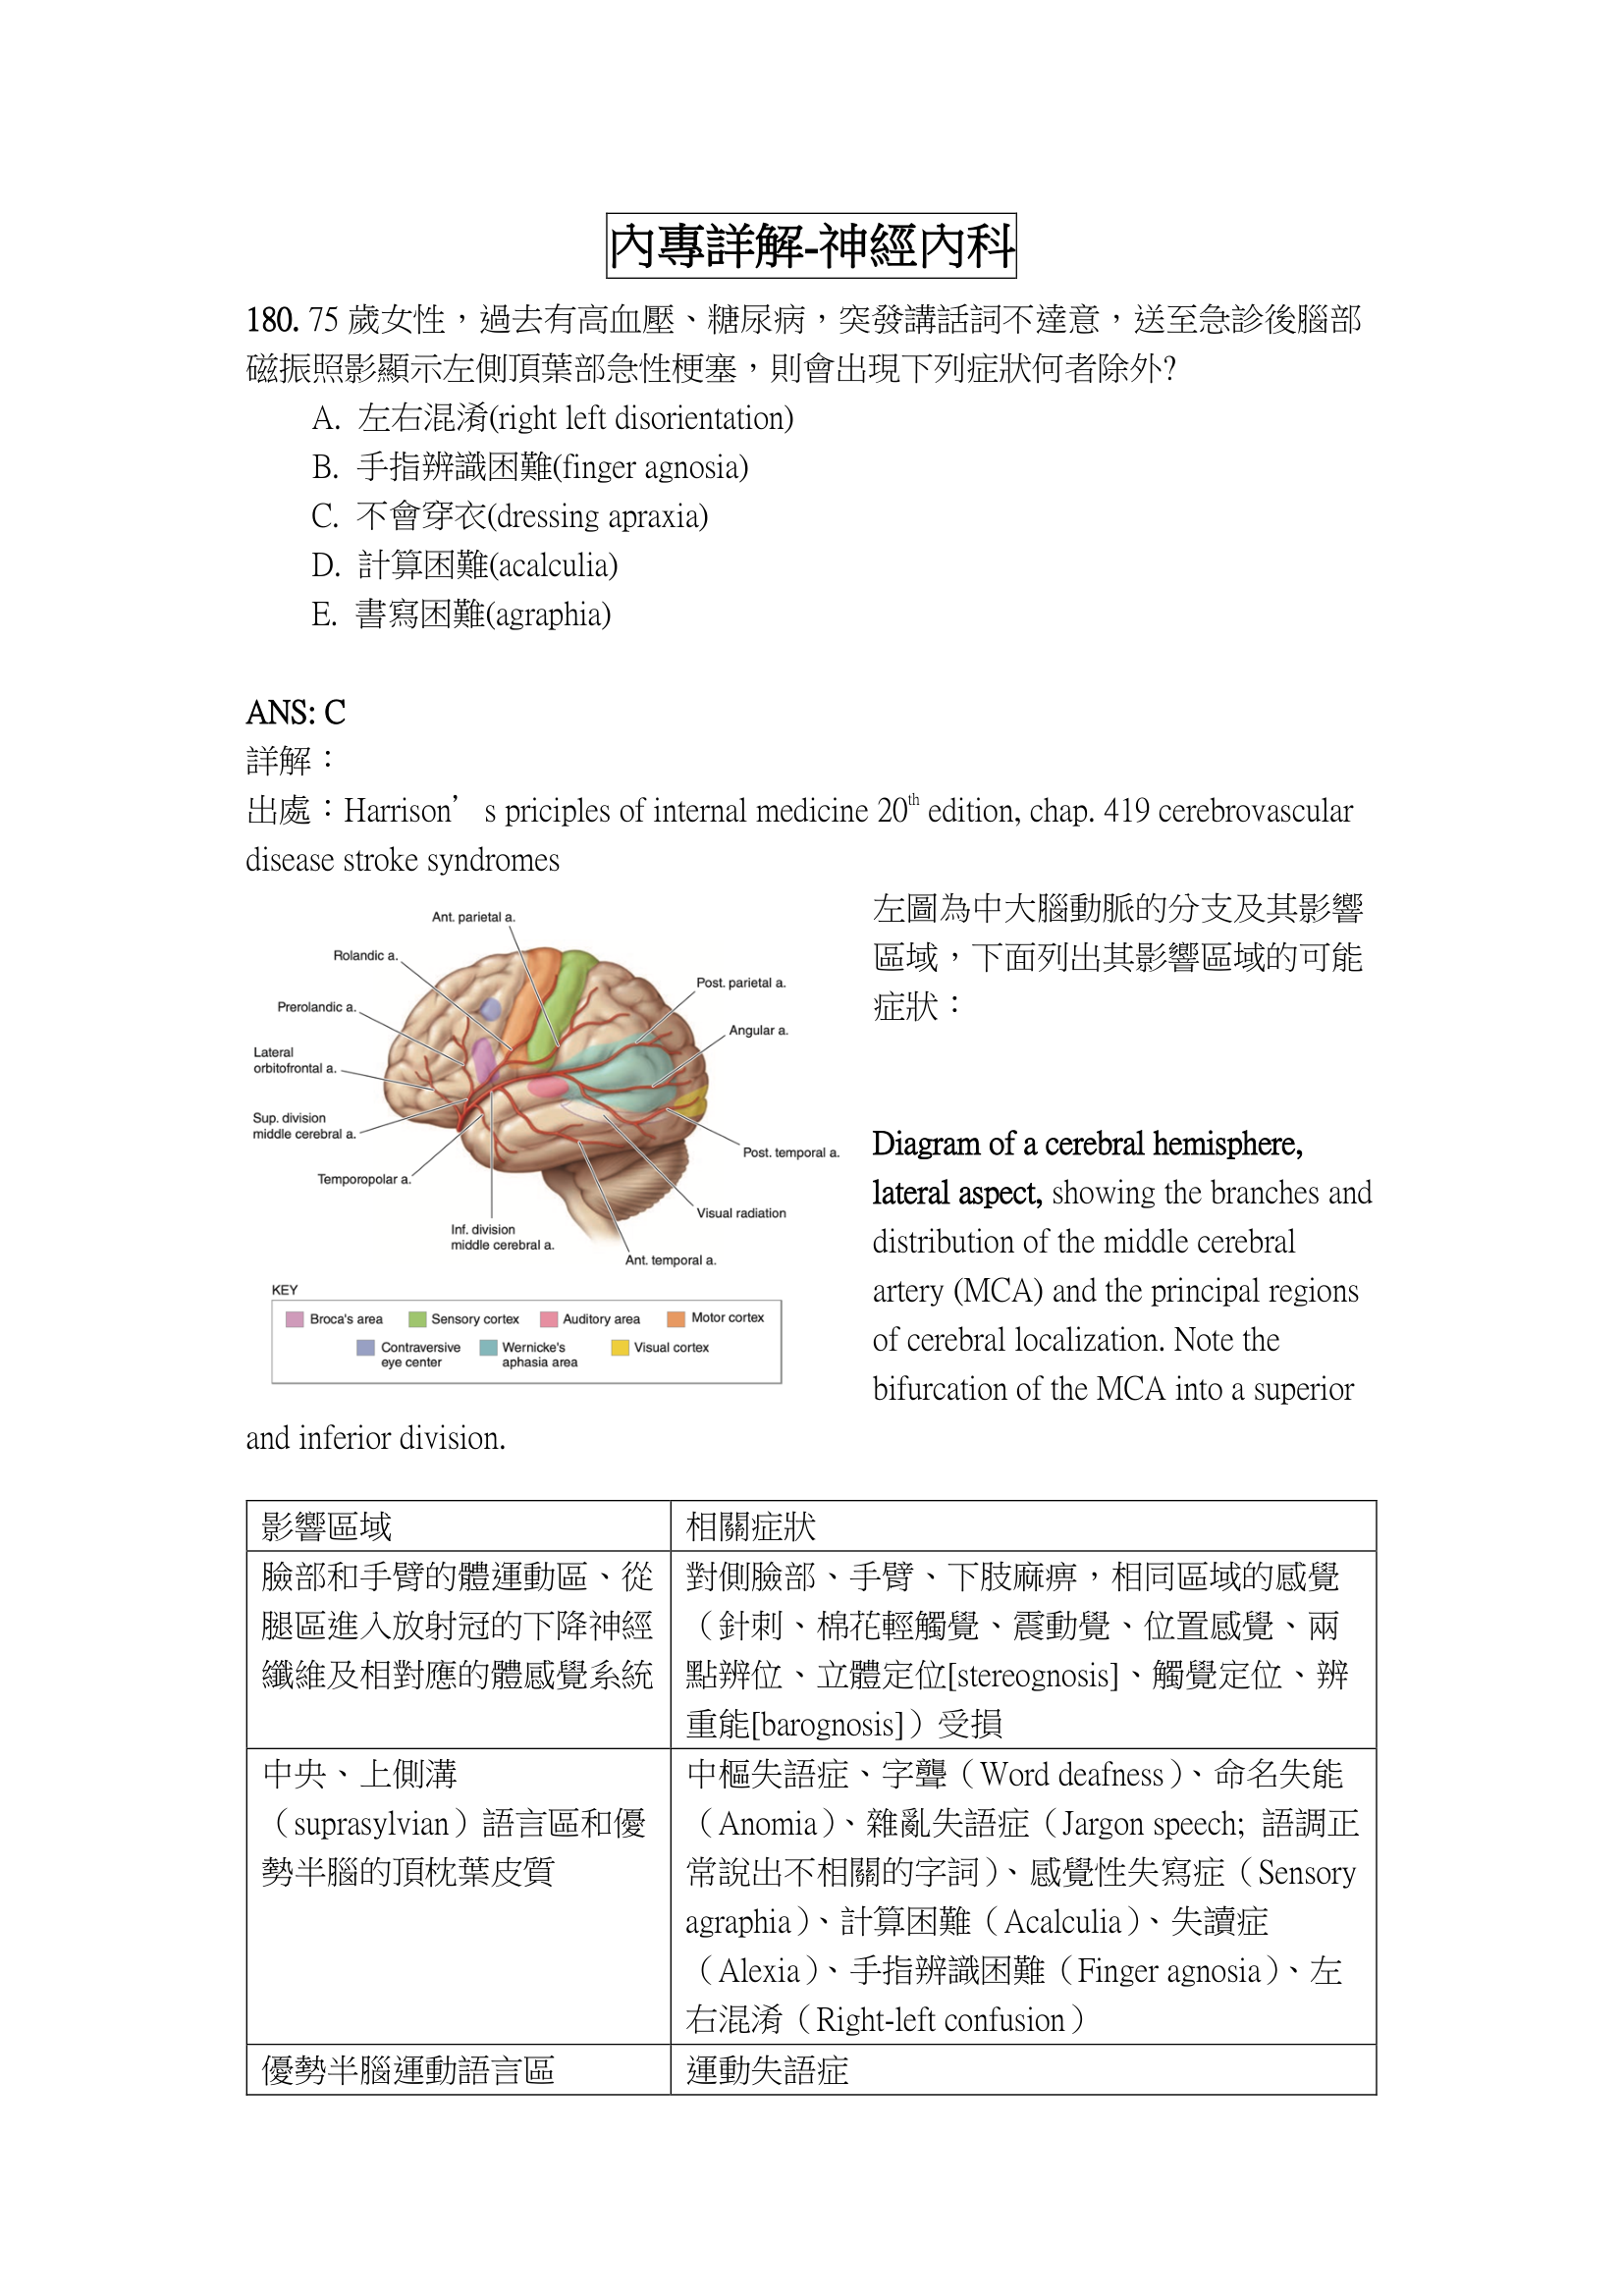 內專詳解-神經內科
180. 75 歲女性，過去有高血壓、糖尿病，突發講話詞不達意，送至急診後腦部
磁振照影顯示左側頂葉部急性梗塞，則會出現下列症狀何者除外?
A. 左右混淆(right left disorientation)
B. 手指辨識困難(finger agnosia)
C. 不會穿衣(dressing apraxia)
D. 計算困難(acalculia)
E. 書寫困難(agraphia)
ANS: C
詳解：
出處：Harrison’s priciples of internal medicine 20th edition, chap. 419 cerebrovascular
disease stroke syndromes
Ant. parietal a.
Rolandic a.
Prerolandic a.
Lateral
orbitofrontal a.
Sup. division
middle cerebral a.
Temporopolar a.
Inf. division
middle cerebral a.
Ant. temporal a.
Visual radiation
Post. temporal a.
Angular a.
Post. parietal a.
KEY
Broca's area
Sensory cortex
Auditory area
Motor cortex
Contraversive
eye center
Wernicke's
aphasia area
Visual cortex
左圖為中大腦動脈的分支及其影響
區域，下面列出其影響區域的可能
症狀：
Diagram of a cerebral hemisphere,
lateral aspect, showing the branches and
distribution of the middle cerebral
artery (MCA) and the principal regions
of cerebral localization. Note the
bifurcation of the MCA into a superior
and inferior division.
影響區域
相關症狀
臉部和手臂的體運動區、從
腿區進入放射冠的下降神經
纖維及相對應的體感覺系統
對側臉部、手臂、下肢麻痹，相同區域的感覺
（針刺、棉花輕觸覺、震動覺、位置感覺、兩
點辨位、立體定位[stereognosis]、觸覺定位、辨
重能[barognosis]）受損
中央、上側溝
（suprasylvian）語言區和優
勢半腦的頂枕葉皮質
中樞失語症、字聾（Word deafness）、命名失能
（Anomia）、雜亂失語症（Jargon speech; 語調正
常說出不相關的字詞）、感覺性失寫症（Sensory
agraphia）、計算困難（Acalculia）、失讀症
（Alexia）、手指辨識困難（Finger agnosia）、左
右混淆（Right-left confusion）
優勢半腦運動語言區
運動失語症